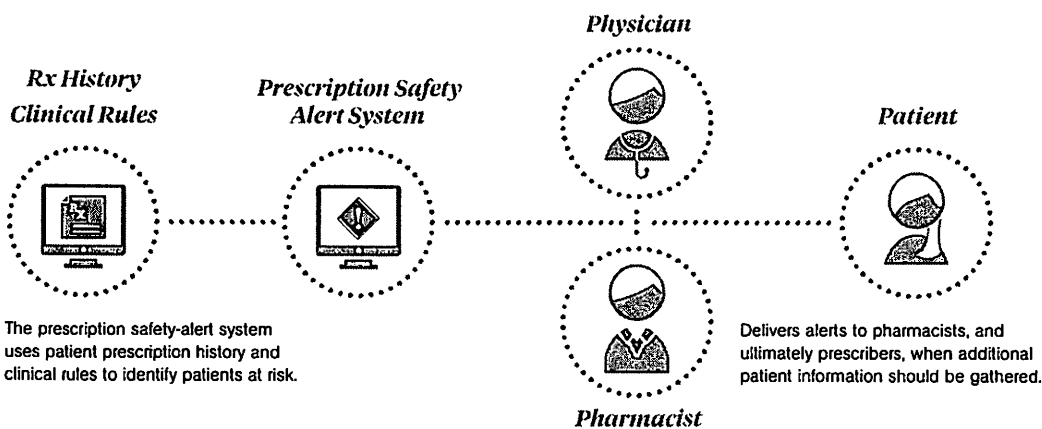 Physician
Rx History
Clinical Rules
Prescription Safety
Alert System
Patient
Rx
The prescription safety-alert system
uses patient prescription history and
clinical rules to identify patients at risk.
Delivers alerts to pharmacists, and
ultimately prescribers, when additional
patient information should be gathered.
Pharmacist